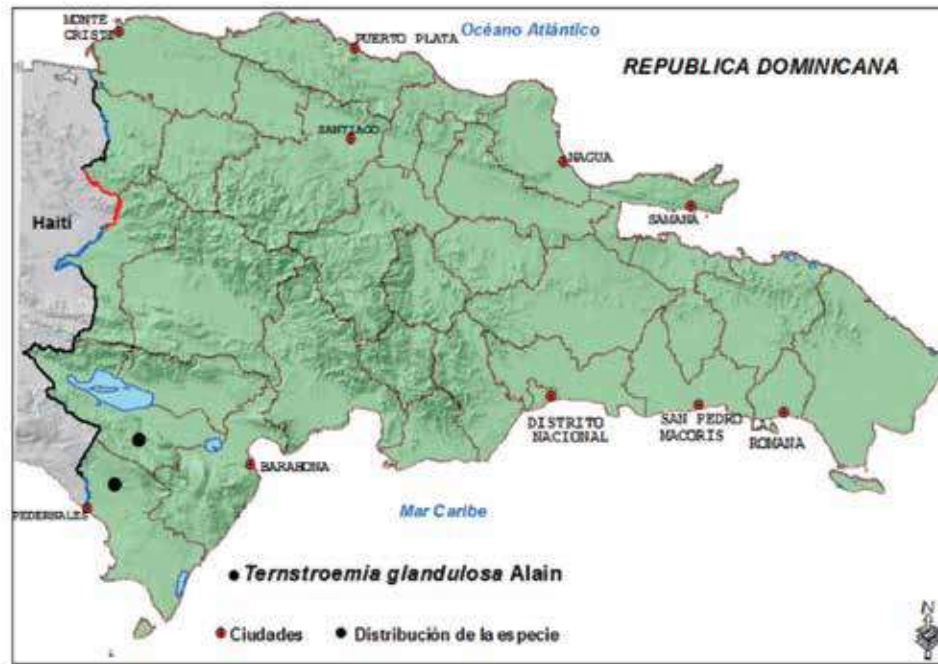 MONTE
CRISTI
PUERTO PLATA
Océano Atlántico
REPUBLICA DOMINICANA
SANTIAGO
NAGUA
SAMANA
Haití
DISTRITO
NACIONAL
SAN PEDRO
MACORIS
LA
ROMANA
BARAHONA
PEDERNALES
Mar Caribe
Ternstroemia glandulosa Alain
Ciudades
Distribución de la especie
N